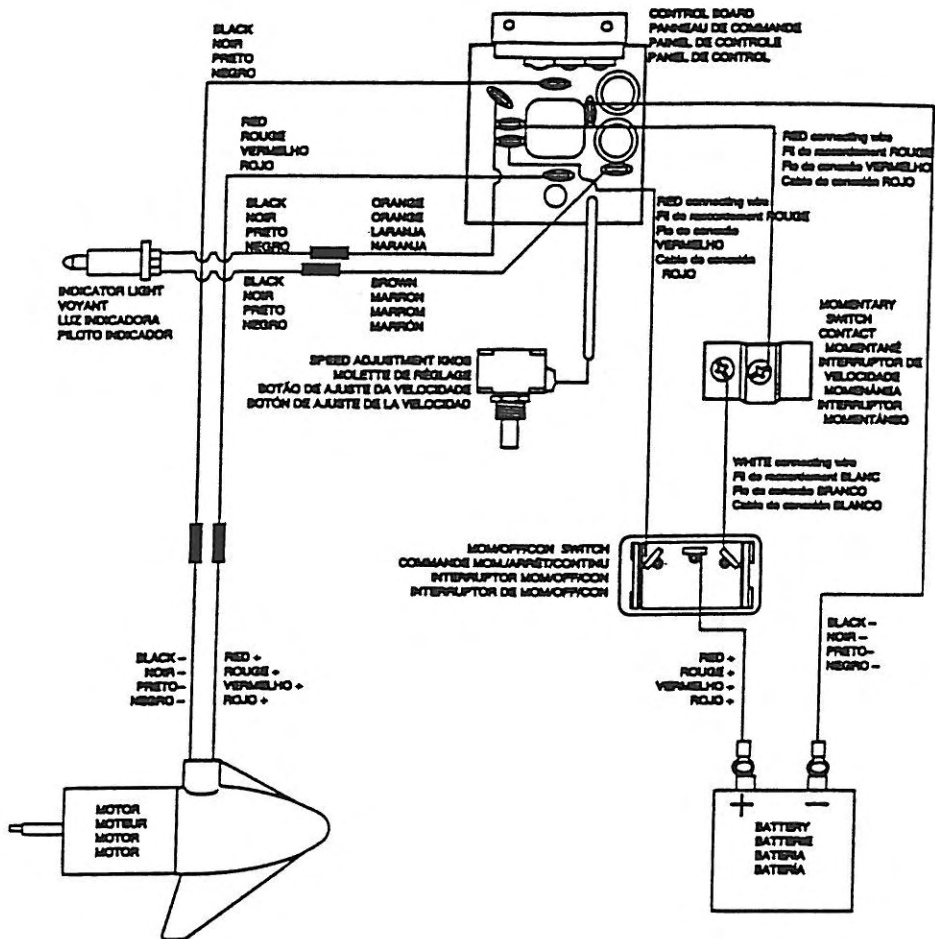 BLACK
NOIR
PRETO
NEGRO
CONTROL BOARD
PANNEAU DE COMMANDE
PAINEL DE CONTROLE
PANEL DE CONTROL
RED
ROUGE
VERMELHO
ROJO
RED connecting wire
Fil de raccordement ROUGE
Fio de conexão VERMELHO
Cable de conexión ROJO
BLACK
NOIR
PRETO
NEGRO
ORANGE
ORANGE
LARANJA
NARANJA
RED connecting wire
Fil de raccordement ROUGE
Fio de conexão
VERMELHO
Cable de conexión
ROJO
INDICATOR LIGHT
VOYANT
LUZ INDICADORA
PILOTO INDICADOR
BLACK
NOIR
PRETO
NEGRO
BROWN
MARRON
MARROM
MARRÓN
MOMENTARY
SWITCH
CONTACT
MOMENTANÉ
INTERRUPTOR DE
VELOCIDADE
MOMENÂNEA
INTERRUPTOR
MOMENTÁNEO
SPEED ADJUSTMENT KNOB
MOLETTE DE RÉGLAGE
BOTÃO DE AJUSTE DA VELOCIDADE
BOTÓN DE AJUSTE DE LA VELOCIDAD
WHITE connecting wire
Fil de raccordement BLANC
Fio de conexão BRANCO
Cable de conexión BLANCO
MOM/OFF/CON SWITCH
COMMANDE MOM./ARRÊT/CONTINU
INTERRUPTOR MOM/OFF/CON
INTERRUPTOR DE MOM/OFF/CON
BLACK –
NOIR –
PRETO–
NEGRO –
RED +
ROUGE +
VERMELHO +
ROJO +
RED +
ROUGE +
VERMELHO +
ROJO +
BLACK –
NOIR –
PRETO–
NEGRO –
MOTOR
MOTEUR
MOTOR
MOTOR
+ –
BATTERY
BATTERIE
BATERIA
BATERÍA